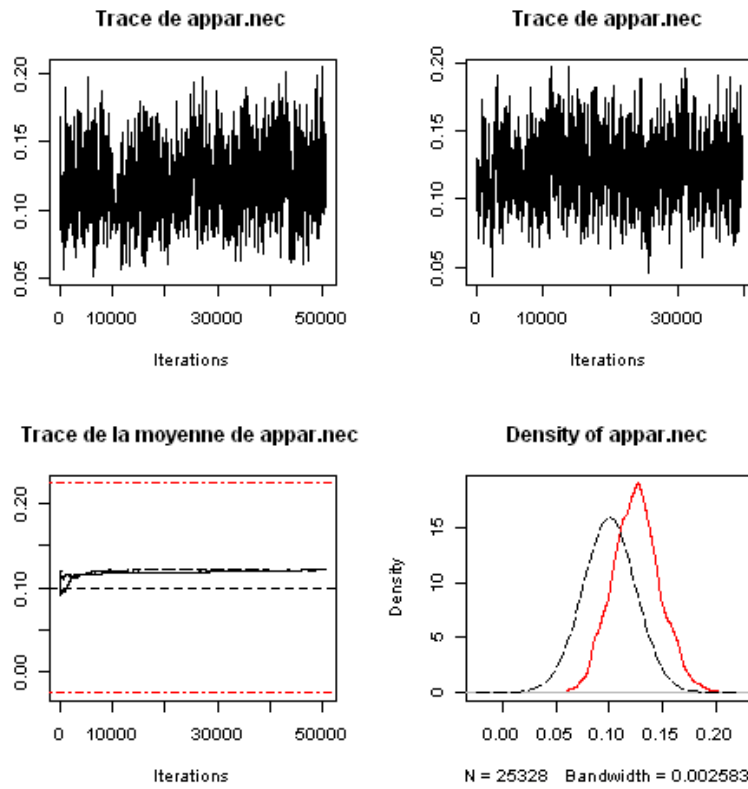 Trace de appar.nec
0.05 0.10 0.15 0.20
0 10000 30000 50000
Iterations
Trace de appar.nec
0.05 0.10 0.15 0.20
0 10000 30000
Iterations
Trace de la moyenne de appar.nec
0.00 0.10 0.20
0 10000 30000 50000
Iterations
Density of appar.nec
Density
0 5 10 15
0.00 0.05 0.10 0.15 0.20
N = 25328 Bandwidth = 0.002583